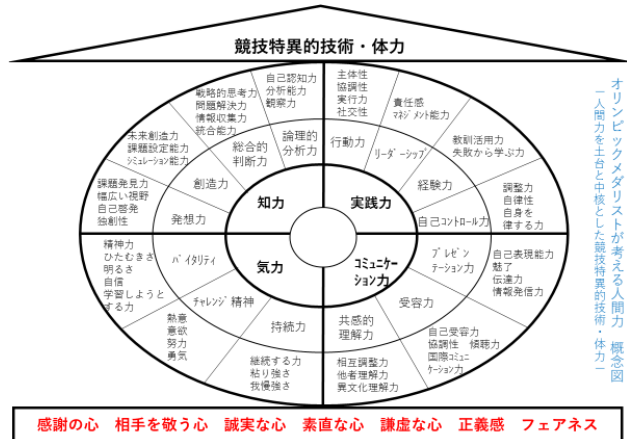 競技特異的技術・体力
オリンピックメダリストが考える人間力 概念図
－人間力を土台と中核とした競技特異的技術・体力－
知力
論理的
分析力
自己認知力
分析能力
観察力
総合的
判断力
戦略的思考力
問題解決力
情報収集力
統合能力
創造力
未来創造力
課題設定能力
シミュレーション能力
発想力
課題発見力
幅広い視野
自己啓発
独創性
実践力
行動力
主体性
協調性
実行力
社交性
リーダーシップ
責任感
マネジメント能力
経験力
教訓活用力
失敗から学ぶ力
自己コントロール力
調整力
自律性
自身を
律する力
気力
バイタリティ
精神力
ひたむきさ
明るさ
自信
学習しようと
する力
チャレンジ精神
熱意
意欲
努力
勇気
持続力
継続する力
粘り強さ
我慢強さ
コミュニケー
ション力
プレゼン
テーション力
自己表現能力
魅了
伝達力
情報発信力
受容力
自己受容力
協調性 傾聴力
国際コミュニ
ケーション力
共感的
理解力
相互調整力
他者理解力
異文化理解力
感謝の心 相手を敬う心 誠実な心 素直な心 謙虚な心 正義感 フェアネス